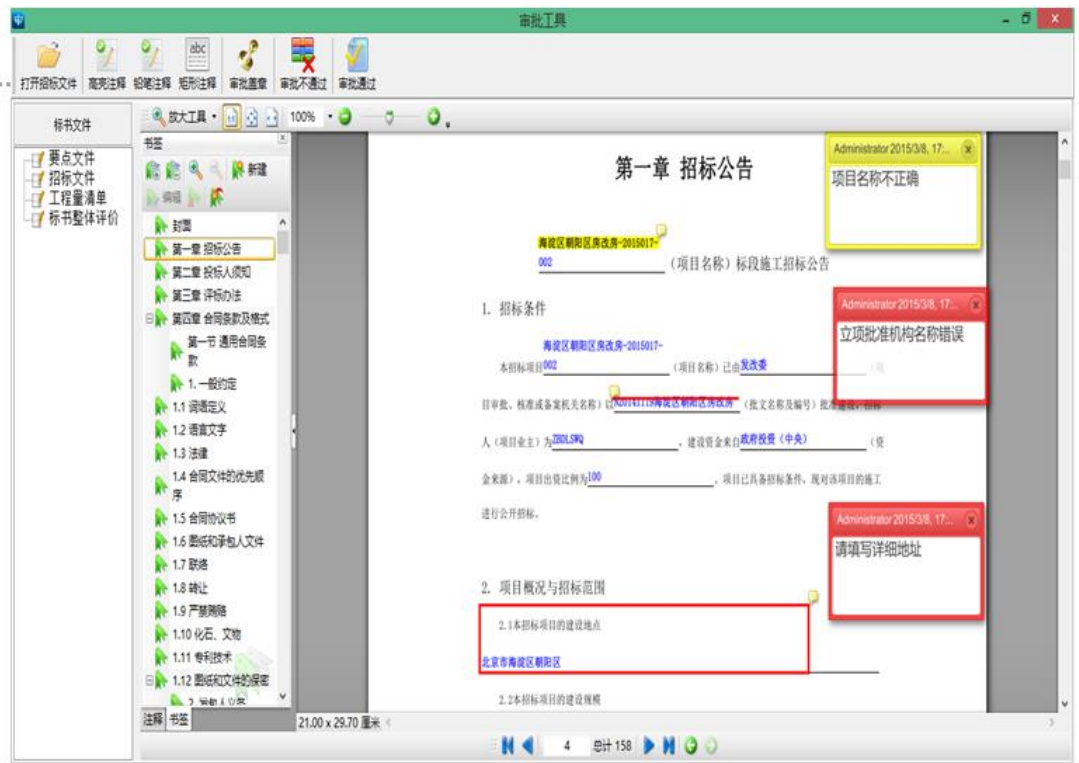 审批工具
abc
打开招标文件 高亮注释 铅笔注释 矩形注释 审批盖章 审批不通过 审批通过
标书文件
要点文件
招标文件
工程量清单
标书整体评价
放大工具 100%
书签
新建
编辑
封面
第一章 招标公告
第二章 投标人须知
第三章 评标办法
第四章 合同条款及格式
第一节 通用合同条
款
1. 一般约定
1.1 词语定义
1.2 语言文字
1.3 法律
1.4 合同文件的优先顺
序
1.5 合同协议书
1.6 图纸和承包人文件
1.7 联络
1.8 转让
1.9 严禁贿赂
1.10 化石、文物
1.11 专利技术
1.12 图纸和文件的保密
注释 书签
第一章 招标公告
海淀区朝阳区房改房-2015017-
002 （项目名称）标段施工招标公告
1. 招标条件
海淀区朝阳区房改房-2015017-
本招标项目002 （项目名称）已由发改委 （项
目审批、核准或备案机关名称）以N20141119海淀区朝阳区房改房 （批文名称及编号）批准建设，招标
人（项目业主）为ZBDLSWQ ，建设资金来自政府投资（中央） （资
金来源），项目出资比例为100 ，项目已具备招标条件，现对该项目的施工
进行公开招标。
2. 项目概况与招标范围
2.1本招标项目的建设地点
北京市海淀区朝阳区
2.2本招标项目的建设规模
Administrator 2015/3/8, 17:..
项目名称不正确
Administrator 2015/3/8, 17:..
立项批准机构名称错误
Administrator 2015/3/8, 17:..
请填写详细地址
21.00 x 29.70 厘米
4 总计 158